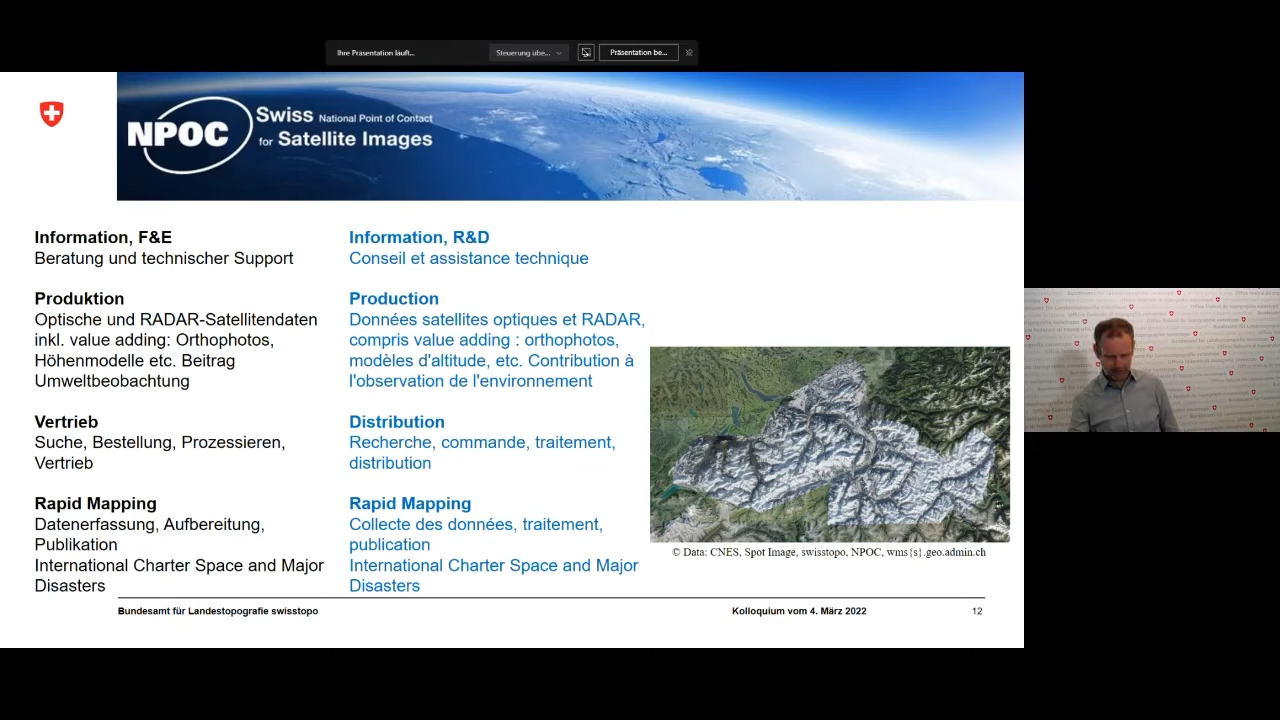 Ihre Präsentation läuft...
Steuerung übe...
Präsentation be...
NPOC
Swiss National Point of Contact
for Satellite Images
Information, F&E
Beratung und technischer Support
Produktion
Optische und RADAR-Satellitendaten
inkl. value adding: Orthophotos,
Höhenmodelle etc. Beitrag
Umweltbeobachtung
Vertrieb
Suche, Bestellung, Prozessieren,
Vertrieb
Rapid Mapping
Datenerfassung, Aufbereitung,
Publikation
International Charter Space and Major
Disasters
Information, R&D
Conseil et assistance technique
Production
Données satellites optiques et RADAR,
compris value adding : orthophotos,
modèles d'altitude, etc. Contribution à
l'observation de l'environnement
Distribution
Recherche, commande, traitement,
distribution
Rapid Mapping
Collecte des données, traitement,
publication
International Charter Space and Major
Disasters
© Data: CNES, Spot Image, swisstopo, NPOC, wms{s}.geo.admin.ch
Bundesamt für Landestopografie swisstopo
Kolloquium vom 4. März 2022
12